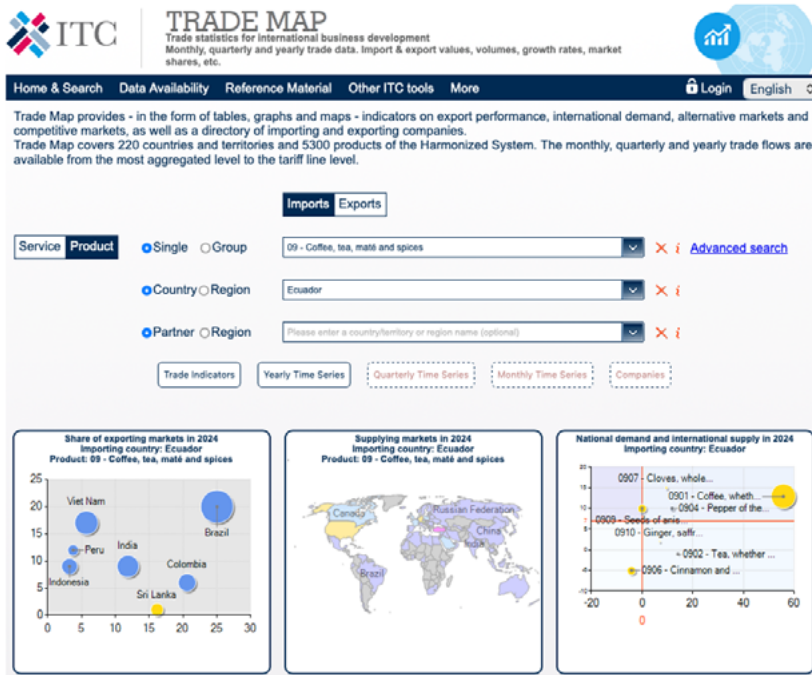 ITC
TRADE MAP
Trade statistics for international business development
Monthly, quarterly and yearly trade data. Import & export values, volumes, growth rates, market
shares, etc.
Home & Search Data Availability Reference Material Other ITC tools More Login English
Trade Map provides - in the form of tables, graphs and maps - indicators on export performance, international demand, alternative markets and
competitive markets, as well as a directory of importing and exporting companies.
Trade Map covers 220 countries and territories and 5300 products of the Harmonized System. The monthly, quarterly and yearly trade flows are
available from the most aggregated level to the tariff line level.
Imports Exports
Service Product Single Group 09 - Coffee, tea, maté and spices Advanced search
Country Region Ecuador
Partner Region Please enter a country/territory or region name (optional)
Trade Indicators Yearly Time Series Quarterly Time Series Monthly Time Series Companies
Share of exporting markets in 2024
Importing country: Ecuador
Product: 09 - Coffee, tea, maté and spices
25
20
15
10
5
0
Viet Nam
Brazil
Peru
India
Indonesia
Colombia
Sri Lanka
0 5 10 15 20 25 30
Supplying markets in 2024
Importing country: Ecuador
Product: 09 - Coffee, tea, maté and spices
Canada
Russian Federation
China
Brazil
National demand and international supply in 2024
Importing country: Ecuador
20
15
10
7
5
0
-5
-10
0907 - Cloves, whole...
0901 - Coffee, wheth...
0904 - Pepper of the...
0909 - Seeds of anis...
0910 - Ginger, saffr...
0902 - Tea, whether ...
0906 - Cinnamon and ...
-20 0 20 40 60
0